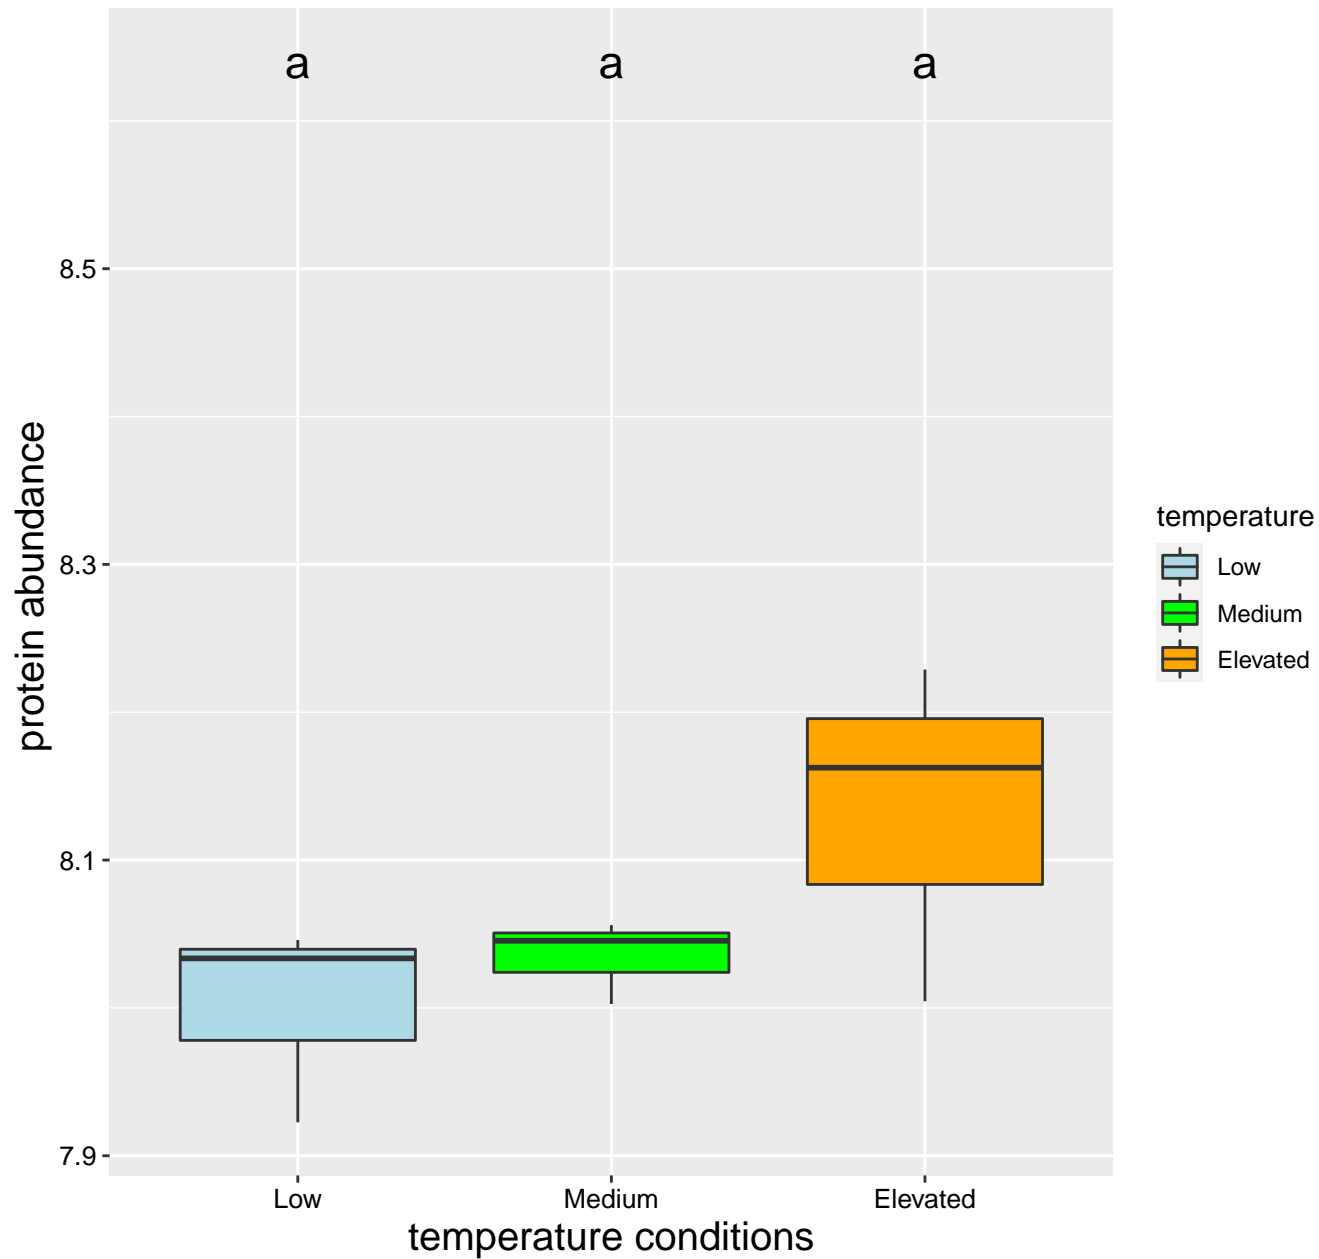 a a a
8.5
8.3
8.1
7.9
protein abundance
Low Medium Elevated
temperature conditions
temperature
Low
Medium
Elevated